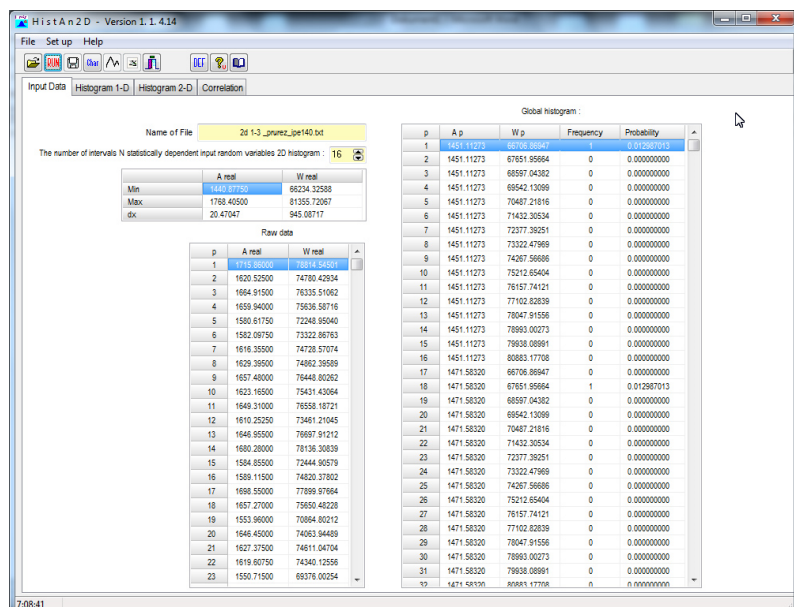 HistAn2D - Version 1.1.4.14
File Set up Help
RUN Char DEF
Input Data Histogram 1-D Histogram 2-D Correlation
Global histogram :
Name of File 2d 1-3 _prurez_ipe140.txt
The number of intervals N statistically dependent input random variables 2D histogram : 16
A real W real
Min 1440.87750 66234.32588
Max 1768.40500 81355.72067
dx 20.47047 945.08717
Raw data
p A real W real
1 1715.86000 78814.54501
2 1620.52500 74780.42934
3 1664.91500 76335.51062
4 1659.94000 75636.58716
5 1580.61750 72248.95040
6 1582.09750 73322.86763
7 1616.35500 74728.57074
8 1629.39500 74862.39589
9 1657.48000 76448.80262
10 1623.16500 75431.43064
11 1649.31000 76558.18721
12 1610.25250 73461.21045
13 1646.95500 76697.91212
14 1680.28000 78136.30839
15 1584.85500 72444.90579
16 1589.11500 74820.37802
17 1698.55000 77899.97664
18 1657.27000 75650.48228
19 1553.96000 70864.80212
20 1646.45000 74063.94489
21 1627.37500 74611.04704
22 1619.60750 74340.12556
23 1550.71500 69376.00254
p A p W p Frequency Probability
1 1451.11273 66706.86947 1 0.012987013
2 1451.11273 67651.95664 0 0.000000000
3 1451.11273 68597.04382 0 0.000000000
4 1451.11273 69542.13099 0 0.000000000
5 1451.11273 70487.21816 0 0.000000000
6 1451.11273 71432.30534 0 0.000000000
7 1451.11273 72377.39251 0 0.000000000
8 1451.11273 73322.47969 0 0.000000000
9 1451.11273 74267.56686 0 0.000000000
10 1451.11273 75212.65404 0 0.000000000
11 1451.11273 76157.74121 0 0.000000000
12 1451.11273 77102.82839 0 0.000000000
13 1451.11273 78047.91556 0 0.000000000
14 1451.11273 78993.00273 0 0.000000000
15 1451.11273 79938.08991 0 0.000000000
16 1451.11273 80883.17708 0 0.000000000
17 1471.58320 66706.86947 0 0.000000000
18 1471.58320 67651.95664 1 0.012987013
19 1471.58320 68597.04382 0 0.000000000
20 1471.58320 69542.13099 0 0.000000000
21 1471.58320 70487.21816 0 0.000000000
22 1471.58320 71432.30534 0 0.000000000
23 1471.58320 72377.39251 0 0.000000000
24 1471.58320 73322.47969 0 0.000000000
25 1471.58320 74267.56686 0 0.000000000
26 1471.58320 75212.65404 0 0.000000000
27 1471.58320 76157.74121 0 0.000000000
28 1471.58320 77102.82839 0 0.000000000
29 1471.58320 78047.91556 0 0.000000000
30 1471.58320 78993.00273 0 0.000000000
31 1471.58320 79938.08991 0 0.000000000
32 1471.58320 80883.17708 0 0.000000000
7:08:41